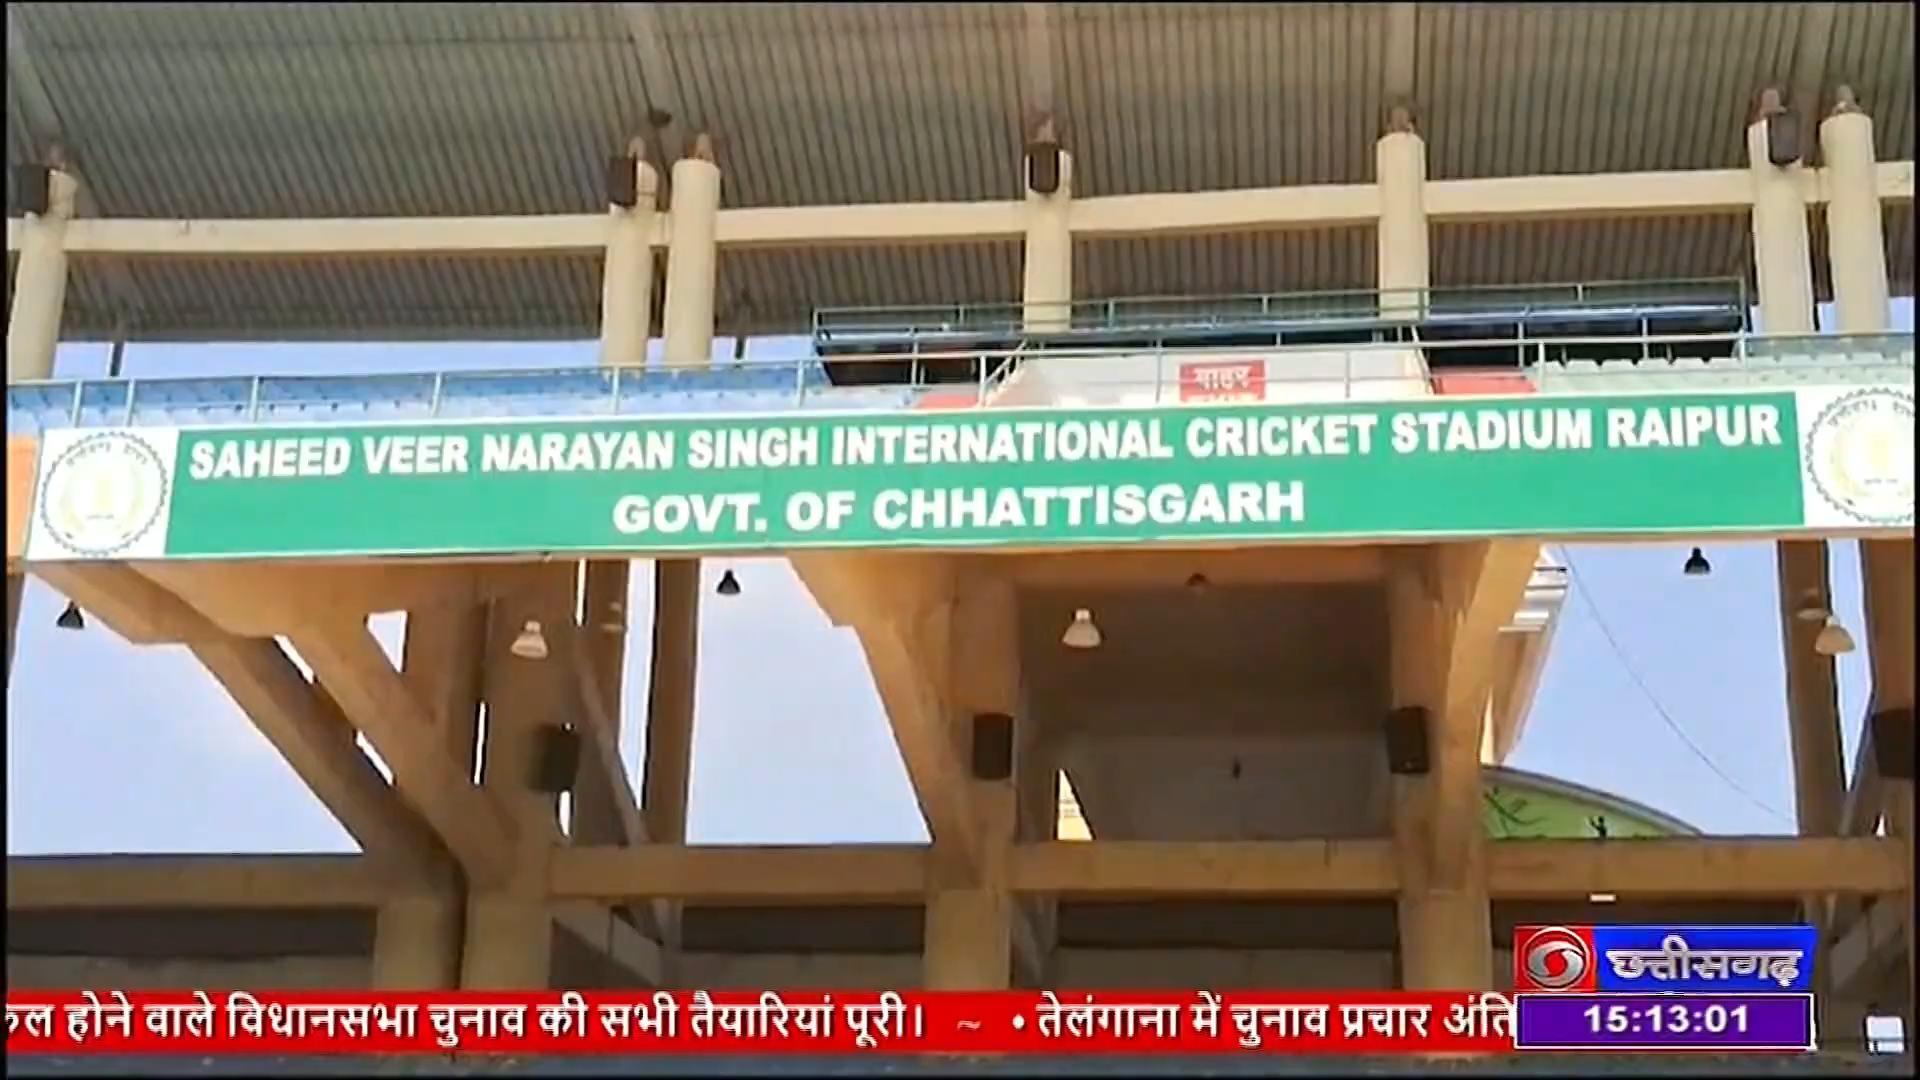 बाहर
SAHEED VEER NARAYAN SINGH INTERNATIONAL CRICKET STADIUM RAIPUR
GOVT. OF CHHATTISGARH
छत्तीसगढ़
होने वाले विधानसभा चुनाव की सभी तैयारियां पूरी। ~ • तेलंगाना में चुनाव प्रचार
15:13:01